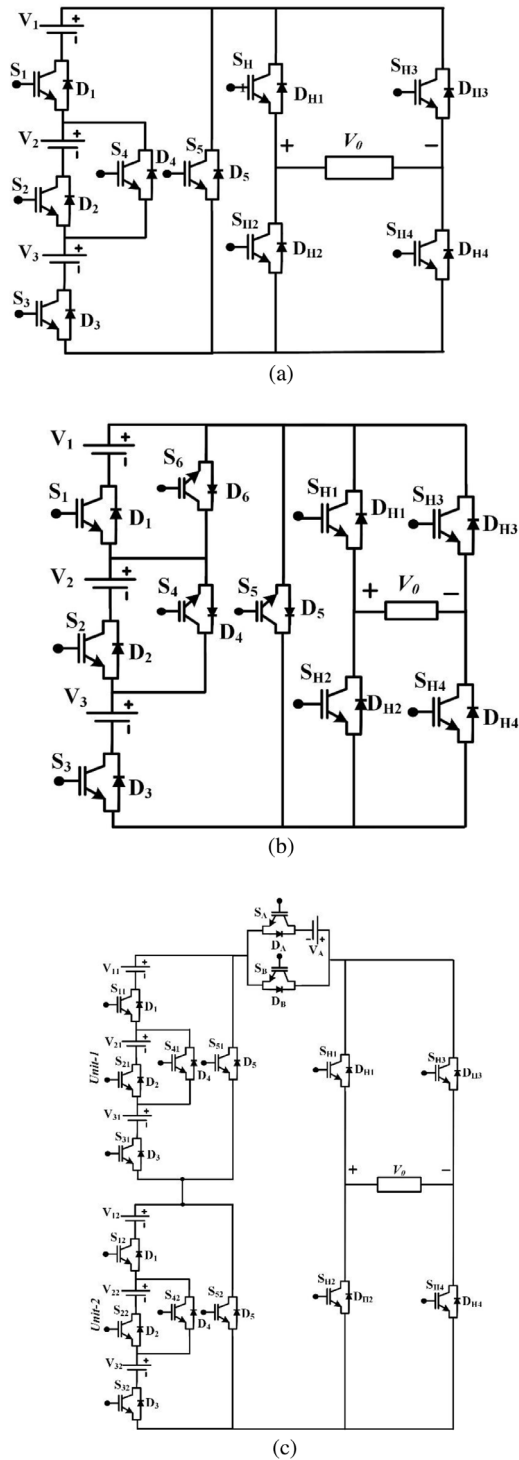 V1 + -
S1 D1
V2 + -
S4 D4 S5 D5
S2 D2
V3 + -
S3 D3
SH 1 DH1
SH3 DH3
+ V0 −
SH2 DH2
SH4 DH4
(a)
V1 + -
S6 D6
S1 D1
V2 + -
S4 D4 S5 D5
S2 D2
V3 + -
S3 D3
SH1 DH1
SH3 DH3
+ V0 −
SH2 DH2
SH4 DH4
(b)
SA DA - VA +
SB DB
V11 + -
S11 D1
V21 + -
S41 D4 S51 D5
S21 D2
V31 + -
S31 D3
Unit-1
V12 + -
S12 D1
V22 + -
S42 D4 S52 D5
S22 D2
V32 + -
S32 D3
Unit-2
SH1 DH1
SH3 DH3
+ V0 −
SH2 DH2
SH4 DH4
(c)